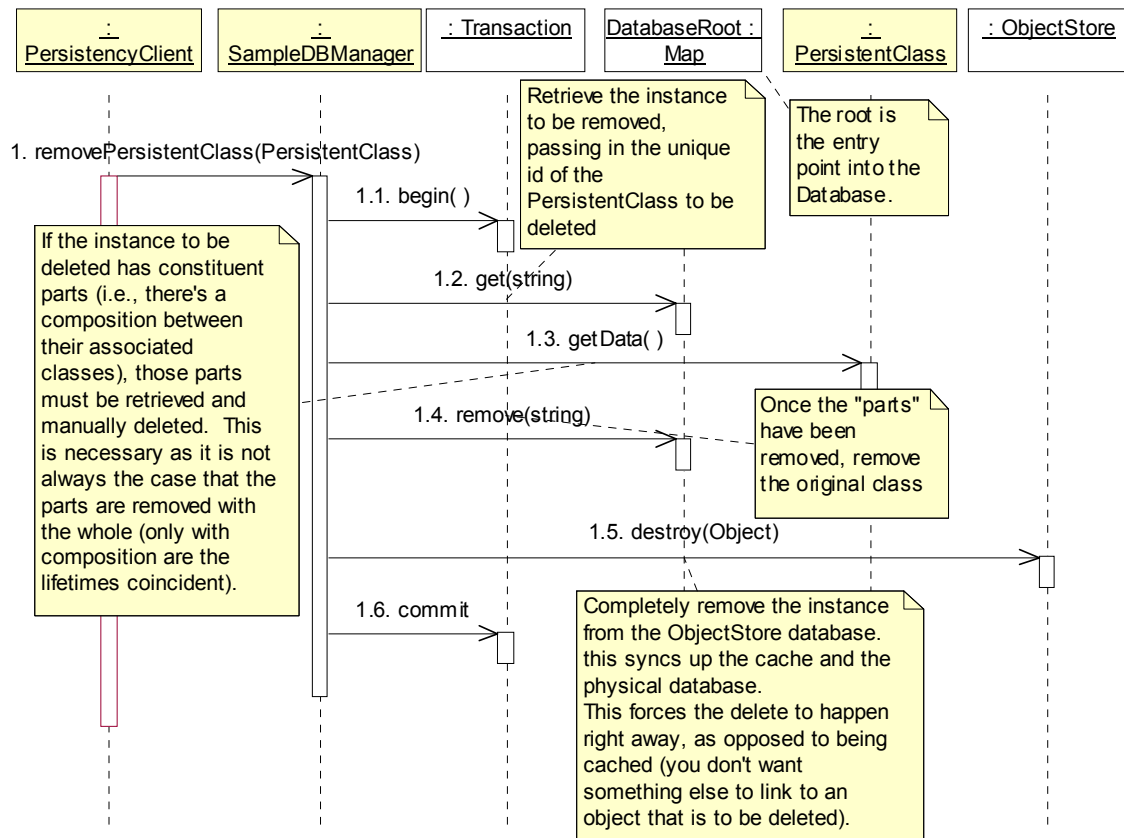 :
PersistencyClient
:
SampleDBManager
: Transaction
DatabaseRoot :
Map
:
PersistentClass
: ObjectStore
Retrieve the instance
to be removed,
passing in the unique
id of the
PersistentClass to be
deleted
The root is
the entry
point into the
Database.
1. removePersistentClass(PersistentClass)
1.1. begin( )
If the instance to be
deleted has constituent
parts (i.e., there's a
composition between
their associated
classes), those parts
must be retrieved and
manually deleted. This
is necessary as it is not
always the case that the
parts are removed with
the whole (only with
composition are the
lifetimes coincident).
1.2. get(string)
1.3. getData( )
1.4. remove(string)
Once the "parts"
have been
removed, remove
the original class
1.5. destroy(Object)
1.6. commit
Completely remove the instance
from the ObjectStore database.
this syncs up the cache and the
physical database.
This forces the delete to happen
right away, as opposed to being
cached (you don't want
something else to link to an
object that is to be deleted).